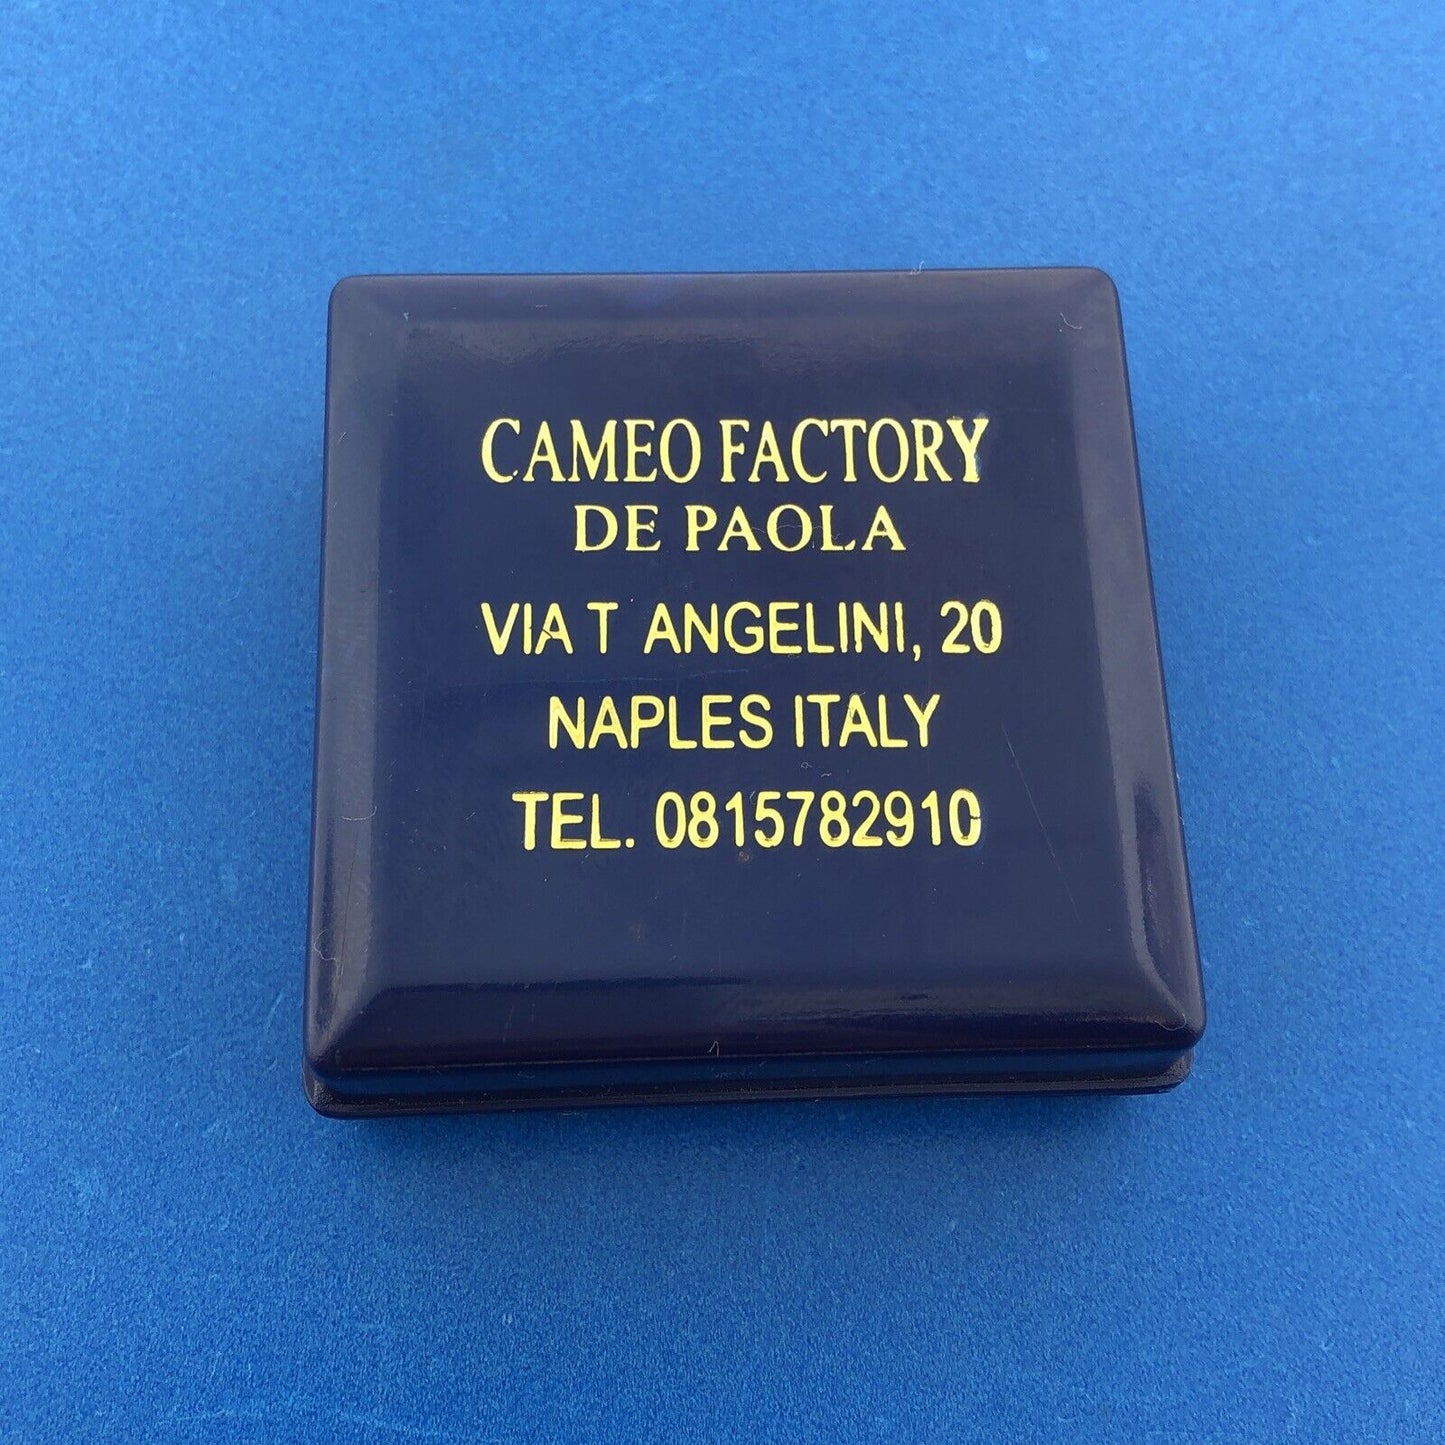 CAMEO FACTORY
DE PAOLA
VIA T ANGELINI, 20
NAPLES ITALY
TEL. 0815782910